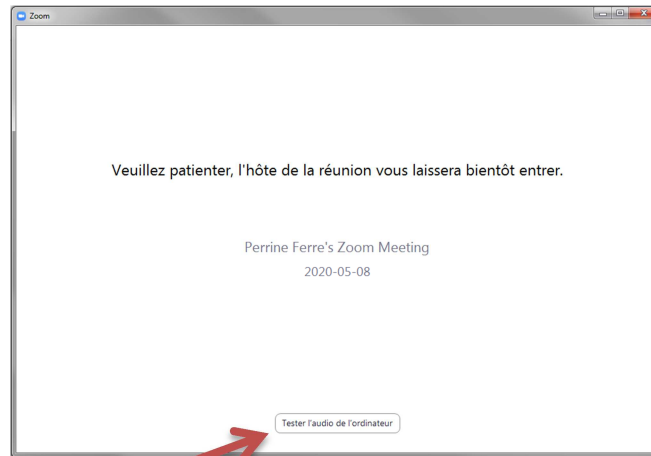 Zoom
Veuillez patienter, l'hôte de la réunion vous laissera bientôt entrer.
Perrine Ferre's Zoom Meeting
2020-05-08
Tester l'audio de l'ordinateur